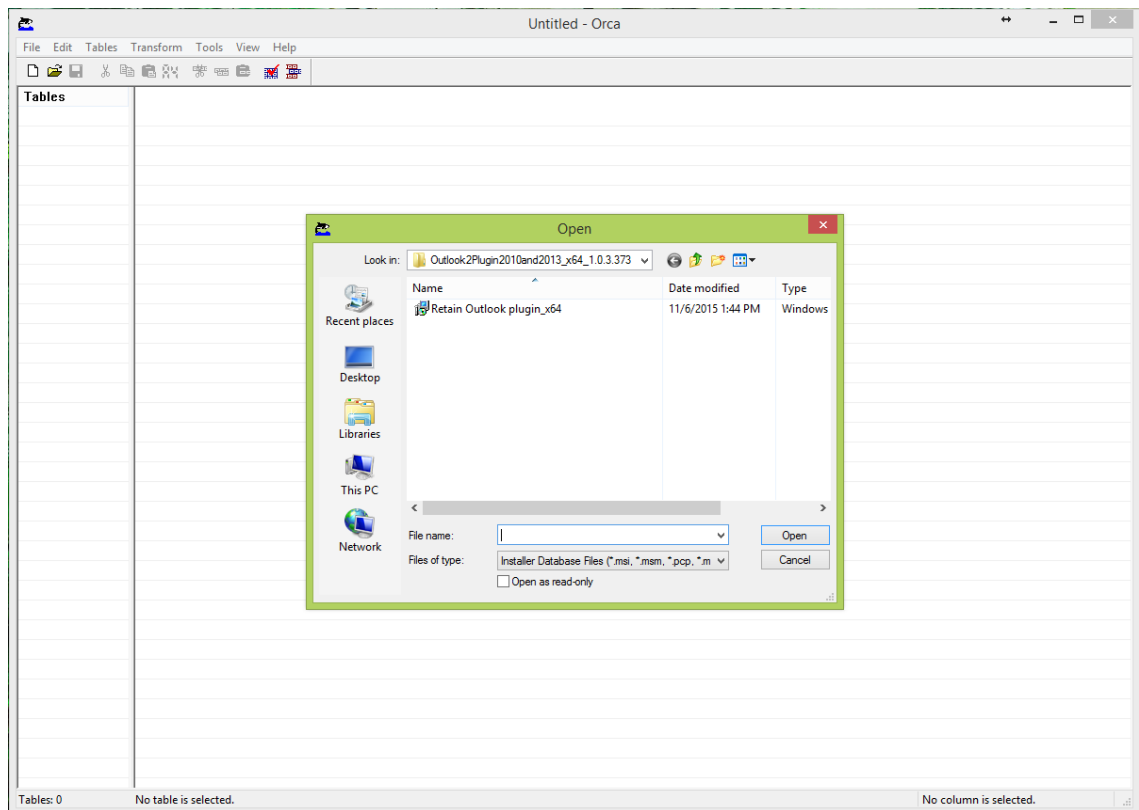 Untitled - Orca
File Edit Tables Transform Tools View Help
Tables
Open
Look in: Outlook2Plugin2010and2013_x64_1.0.3.373
Name Date modified Type
Retain Outlook plugin_x64 11/6/2015 1:44 PM Windows
Recent places
Desktop
Libraries
This PC
Network
File name: Open
Files of type: Installer Database Files (*.msi, *.msm, *.pcp, *.m Cancel
Open as read-only
Tables: 0 No table is selected. No column is selected.